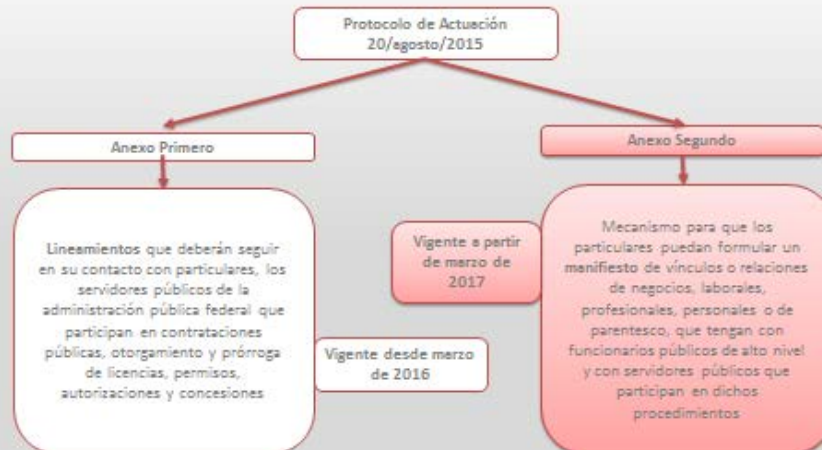 Protocolo de Actuación
20/agosto/2015
Anexo Primero
Anexo Segundo
Lineamientos que deberán seguir
en su contacto con particulares, los
servidores públicos de la
administración pública federal que
participan en contrataciones
públicas, otorgamiento y prórroga
de licencias, permisos,
autorizaciones y concesiones
Vigente desde marzo
de 2016
Vigente a partir
de marzo de
2017
Mecanismo para que los
particulares puedan formular un
manifiesto de vínculos o relaciones
de negocios, laborales,
profesionales, personales o de
parentesco, que tengan con
funcionarios públicos de alto nivel
y con servidores públicos que
participan en dichos
procedimientos